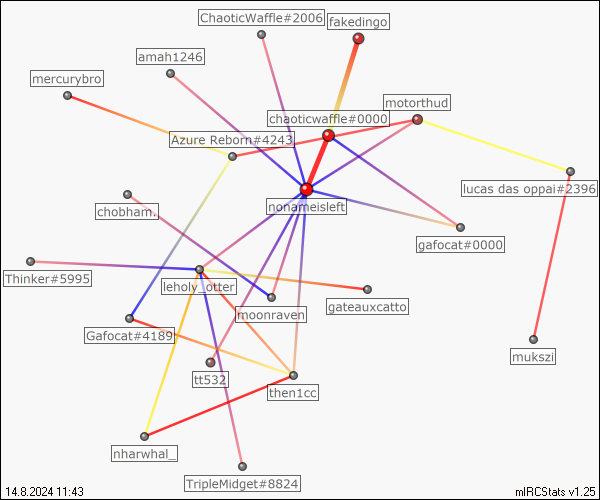 ChaoticWaffle#2006
fakedingo
amah1246
mercurybro
motorthud
chaoticwaffle#0000
Azure Reborn#4243
lucas das oppai#2396
nonameisleft
chobham.
gafocat#0000
Thinker#5995
leholy_otter
gateauxcatto
moonraven
Gafocat#4189
mukszi
tt532
then1cc
nharwhal_
TripleMidget#8824
14.8.2024 11:43
mIRCStats v1.25